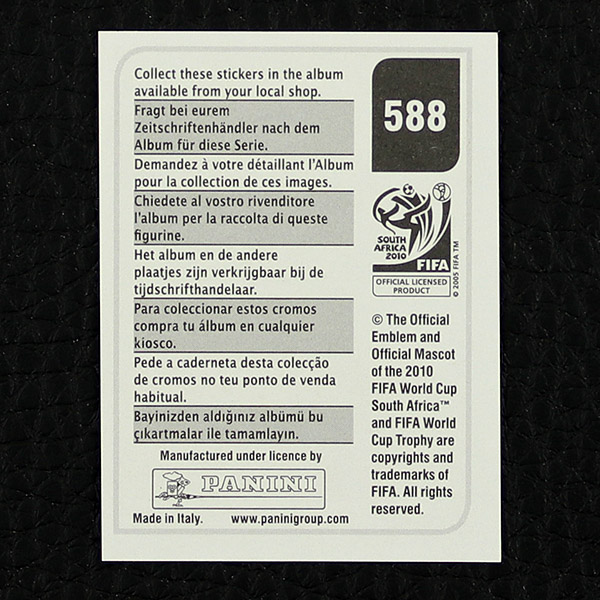 Collect these stickers in the album
available from your local shop.
Fragt bei eurem
Zeitschriftenhändler nach dem
Album für diese Serie.
Demandez à votre détaillant l'Album
pour la collection de ces images.
Chiedete al vostro rivenditore
l'album per la raccolta di queste
figurine.
Het album en de andere
plaatjes zijn verkrijgbaar bij de
tijdschrifthandelaar.
Para coleccionar estos cromos
compra tu álbum en cualquier
kiosco.
Pede a caderneta desta colecção
de cromos no teu ponto de venda
habitual.
Bayinizden aldığınız albümü bu
çıkartmalar ile tamamlayın.
Manufactured under licence by
PANINI
Made in Italy. www.paninigroup.com
588
SOUTH
AFRICA
2010
FIFA
OFFICIAL LICENSED
PRODUCT
© 2005 FIFA TM
© The Official
Emblem and
Official Mascot
of the 2010
FIFA World Cup
South Africa™
and FIFA World
Cup Trophy are
copyrights and
trademarks of
FIFA. All rights
reserved.